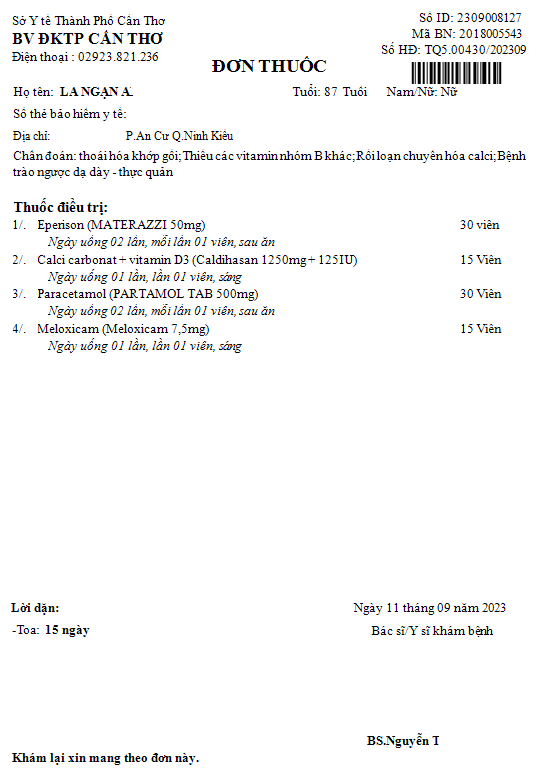 Sở Y tế Thành Phố Cần Thơ
BV ĐKTP CẦN THƠ
Điện thoại : 02923.821.236
Số ID: 2309008127
Mã BN: 2018005543
Số HĐ: TQ5.00430/202309
ĐƠN THUỐC
Họ tên: LA NGẠN A. Tuổi: 87 Tuổi Nam/Nữ: Nữ
Số thẻ bảo hiểm y tế:
Địa chỉ: P.An Cư Q.Ninh Kiều
Chẩn đoán: thoái hóa khớp gối; Thiếu các vitamin nhóm B khác; Rối loạn chuyển hóa calci; Bệnh
trào ngược dạ dày - thực quản
Thuốc điều trị:
1/. Eperison (MATERAZZI 50mg) 30 viên
Ngày uống 02 lần, mỗi lần 01 viên, sau ăn
2/. Calci carbonat + vitamin D3 (Caldihasan 1250mg + 125IU) 15 Viên
Ngày uống 01 lần, lần 01 viên, sáng
3/. Paracetamol (PARTAMOL TAB 500mg) 30 Viên
Ngày uống 02 lần, mỗi lần 01 viên, sau ăn
4/. Meloxicam (Meloxicam 7,5mg) 15 Viên
Ngày uống 01 lần, lần 01 viên, sáng
Lời dặn: Ngày 11 tháng 09 năm 2023
-Toa: 15 ngày Bác sĩ/Y sĩ khám bệnh
BS.Nguyễn T
Khám lại xin mang theo đơn này.